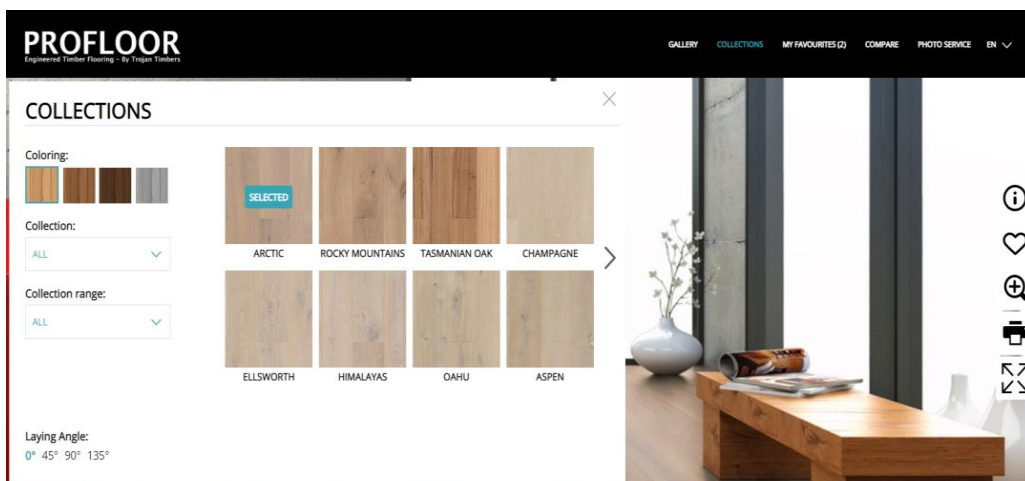 PROFLOOR
Engineered Timber Flooring - By Trojan Timbers
GALLERY COLLECTIONS MY FAVOURITES (2) COMPARE PHOTO SERVICE EN
COLLECTIONS
Coloring:
Collection:
ALL
Collection range:
ALL
SELECTED
ARCTIC ROCKY MOUNTAINS TASMANIAN OAK CHAMPAGNE
ELLSWORTH HIMALAYAS OAHU ASPEN
Laying Angle:
0° 45° 90° 135°